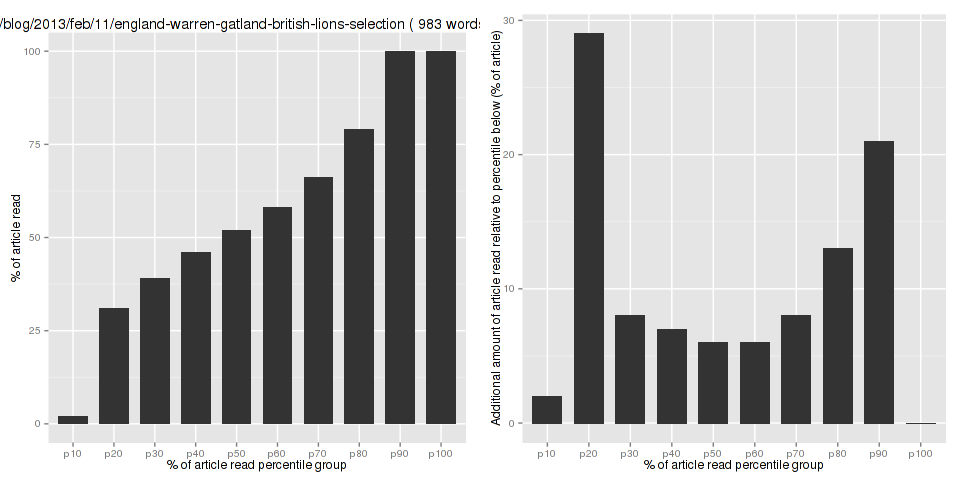 /blog/2013/feb/11/england-warren-gatland-british-lions-selection ( 983 words
% of article read
100
75
50
25
0
p10 p20 p30 p40 p50 p60 p70 p80 p90 p100
% of article read percentile group
Additional amount of article read relative to percentile below (% of article)
30
20
10
0
p10 p20 p30 p40 p50 p60 p70 p80 p90 p100
% of article read percentile group